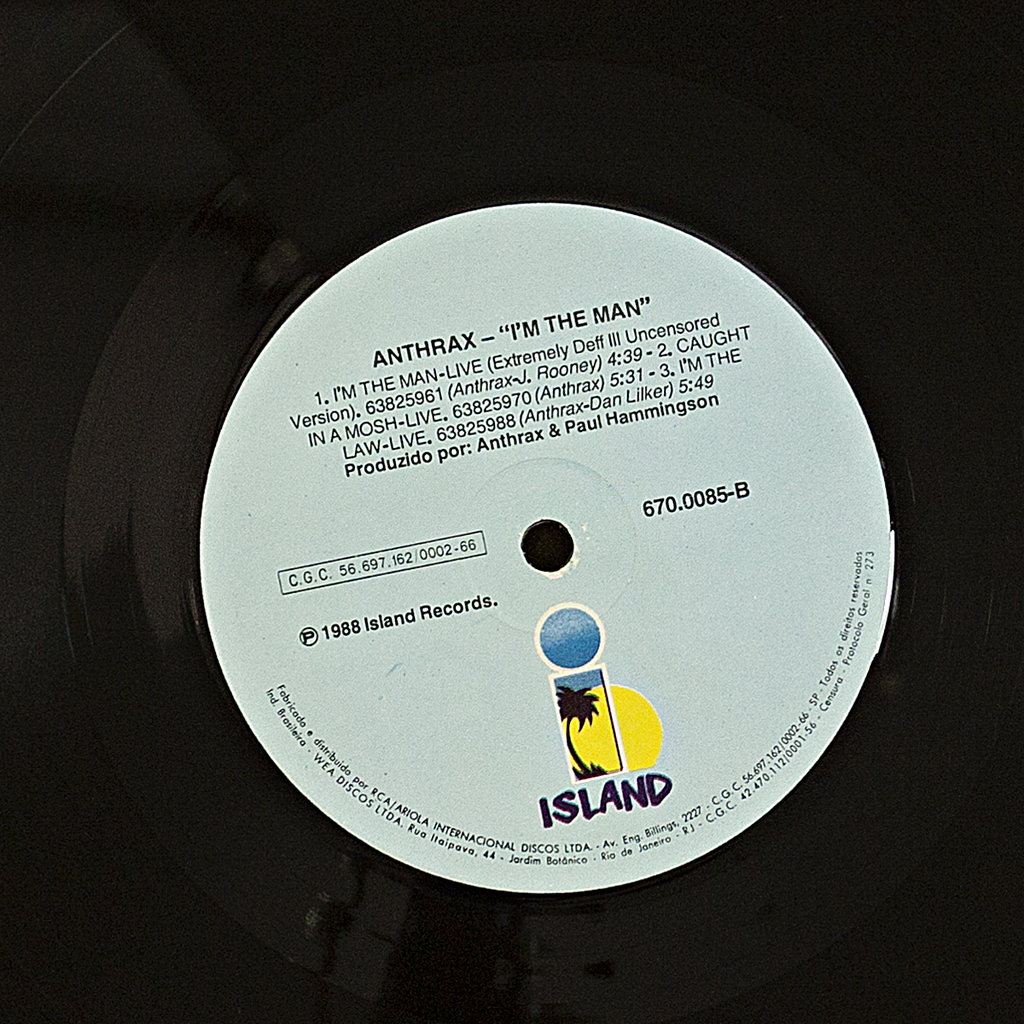 ANTHRAX – “I'M THE MAN”
1. I'M THE MAN-LIVE (Extremely Deff Ill Uncensored
Version). 63825961 (Anthrax-J. Rooney) 4:39 - 2. CAUGHT
IN A MOSH-LIVE. 63825970 (Anthrax) 5:31 - 3. I'M THE
LAW-LIVE. 63825988 (Anthrax-Dan Lilker) 5:49
Produzido por: Anthrax & Paul Hammingson
670.0085-B
C.G.C. 56.697.162/0002-66
℗ 1988 Island Records.
ISLAND
Fabricado e distribuido por RCA/ARIOLA INTERNACIONAL DISCOS LTDA. - Av. Eng. Billings, 2227 - C.G.C. 56.697.162/0002-66 - SP - Todos os direitos reservados
Ind. Brasileira - WEA DISCOS LTDA. Rua Itaipava, 44 - Jardim Botânico - Rio de Janeiro - RJ - C.G.C. 42.470.112/0001-56 - Censura - Protocolo Geral n.º 273